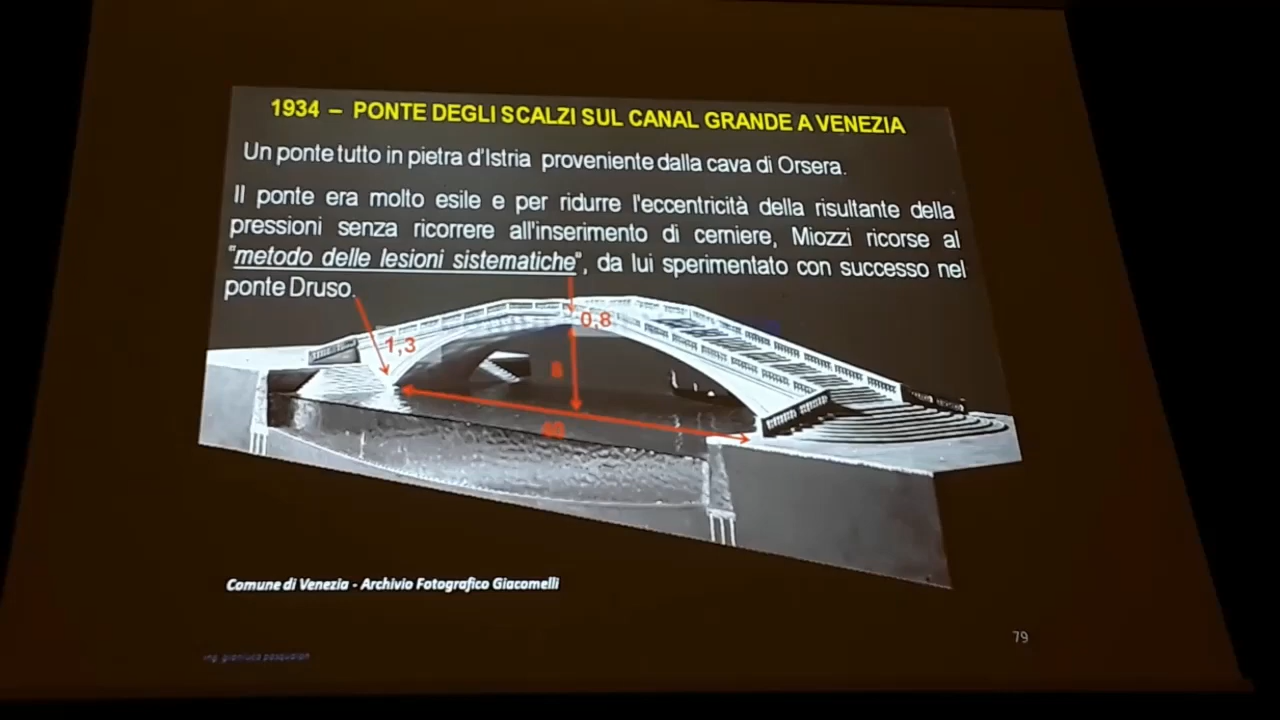 1934 – PONTE DEGLI SCALZI SUL CANAL GRANDE A VENEZIA
Un ponte tutto in pietra d'Istria proveniente dalla cava di Orsera.
Il ponte era molto esile e per ridurre l'eccentricità della risultante della
pressioni senza ricorrere all'inserimento di cerniere, Miozzi ricorse al
"metodo delle lesioni sistematiche", da lui sperimentato con successo nel
ponte Druso.
0,8
1,3
8
40
Comune di Venezia - Archivio Fotografico Giacomelli
79
ing. gianluca